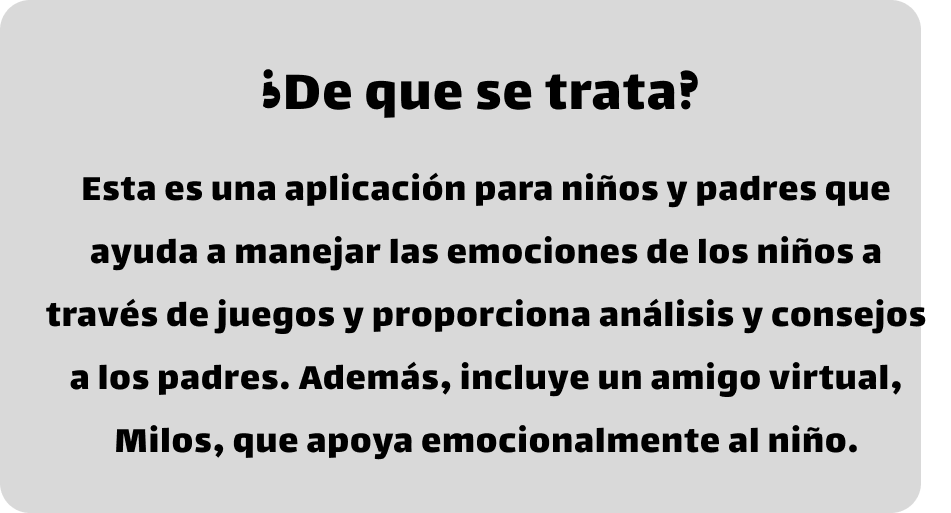 ¿De que se trata?
Esta es una aplicación para niños y padres que
ayuda a manejar las emociones de los niños a
través de juegos y proporciona análisis y consejos
a los padres. Además, incluye un amigo virtual,
Milos, que apoya emocionalmente al niño.